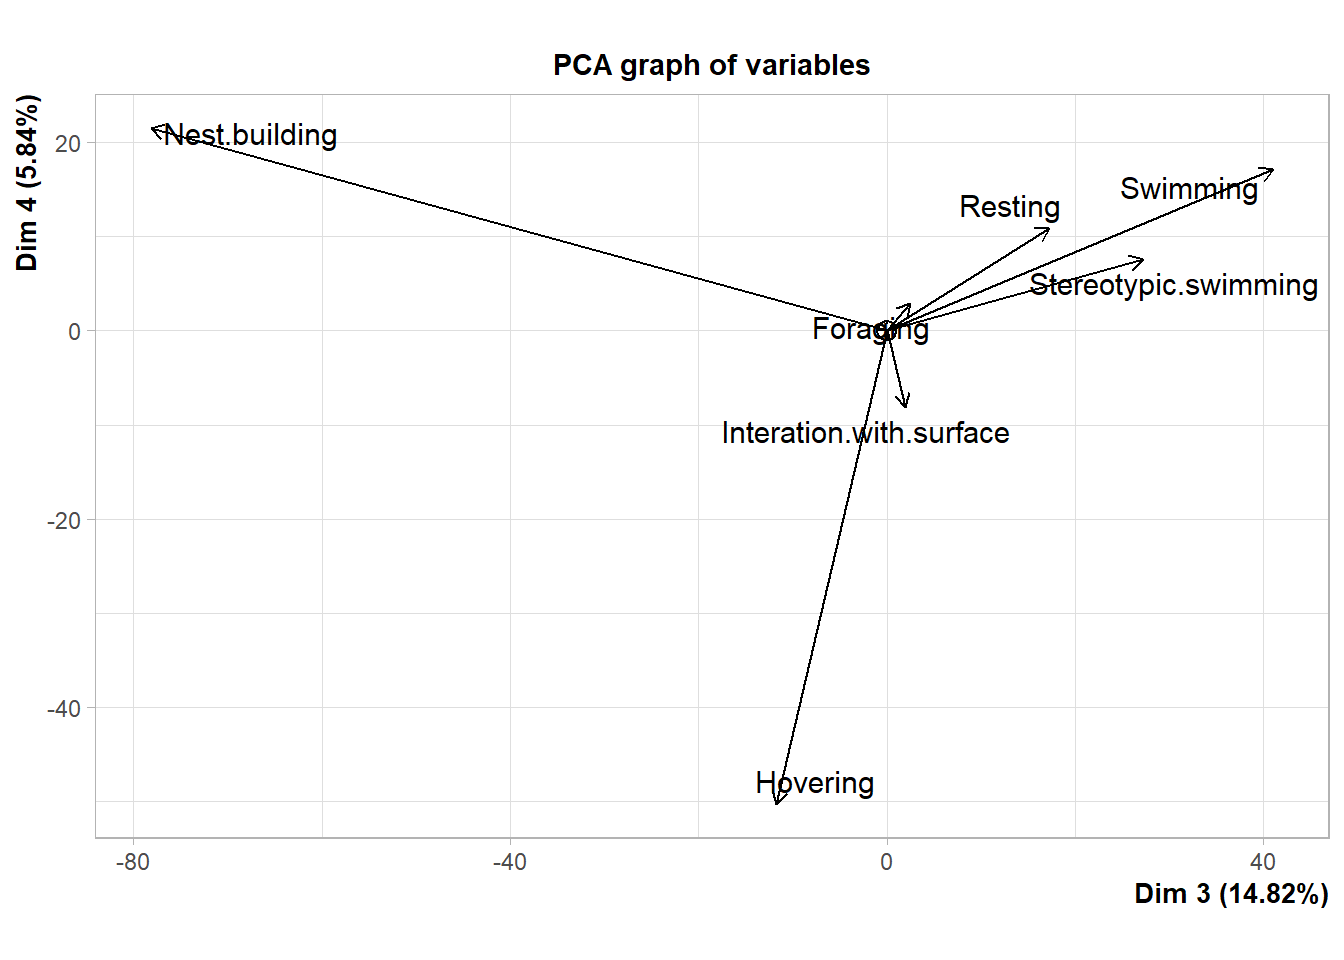 PCA graph of variables
Dim 4 (5.84%)
20
0
-20
-40
Nest.building
Swimming
Resting
Stereotypic.swimming
Foraging
Interation.with.surface
Hovering
-80
-40
0
40
Dim 3 (14.82%)